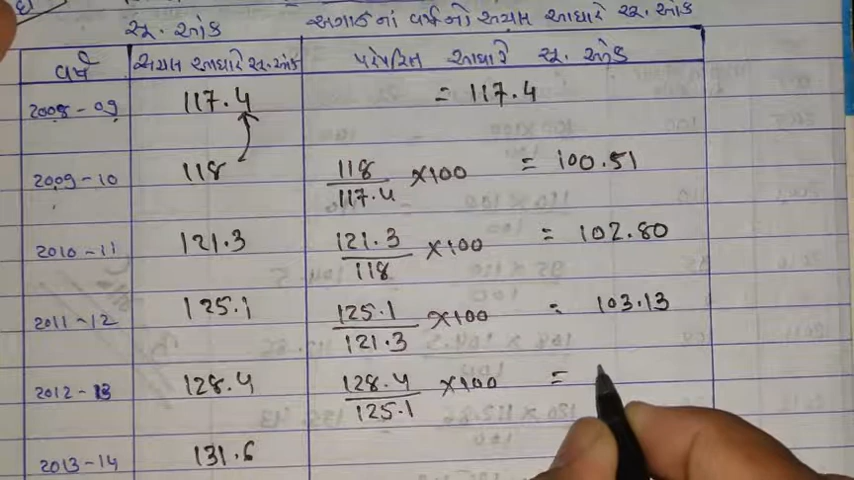 સૂ. આંક અગાઉનાં વર્ષનો અચલ આધારે સૂ. આંક
વર્ષ અચલ આધારે સૂ.આંક પરંપરિત આધારે સૂ. આંક
2008-09 117.4 = 117.4
2009-10 118 118/117.4 ×100 = 100.51
2010-11 121.3 121.3/118 ×100 = 102.80
2011-12 125.1 125.1/121.3 ×100 = 103.13
2012-13 128.4 128.4/125.1 ×100 =
2013-14 131.6